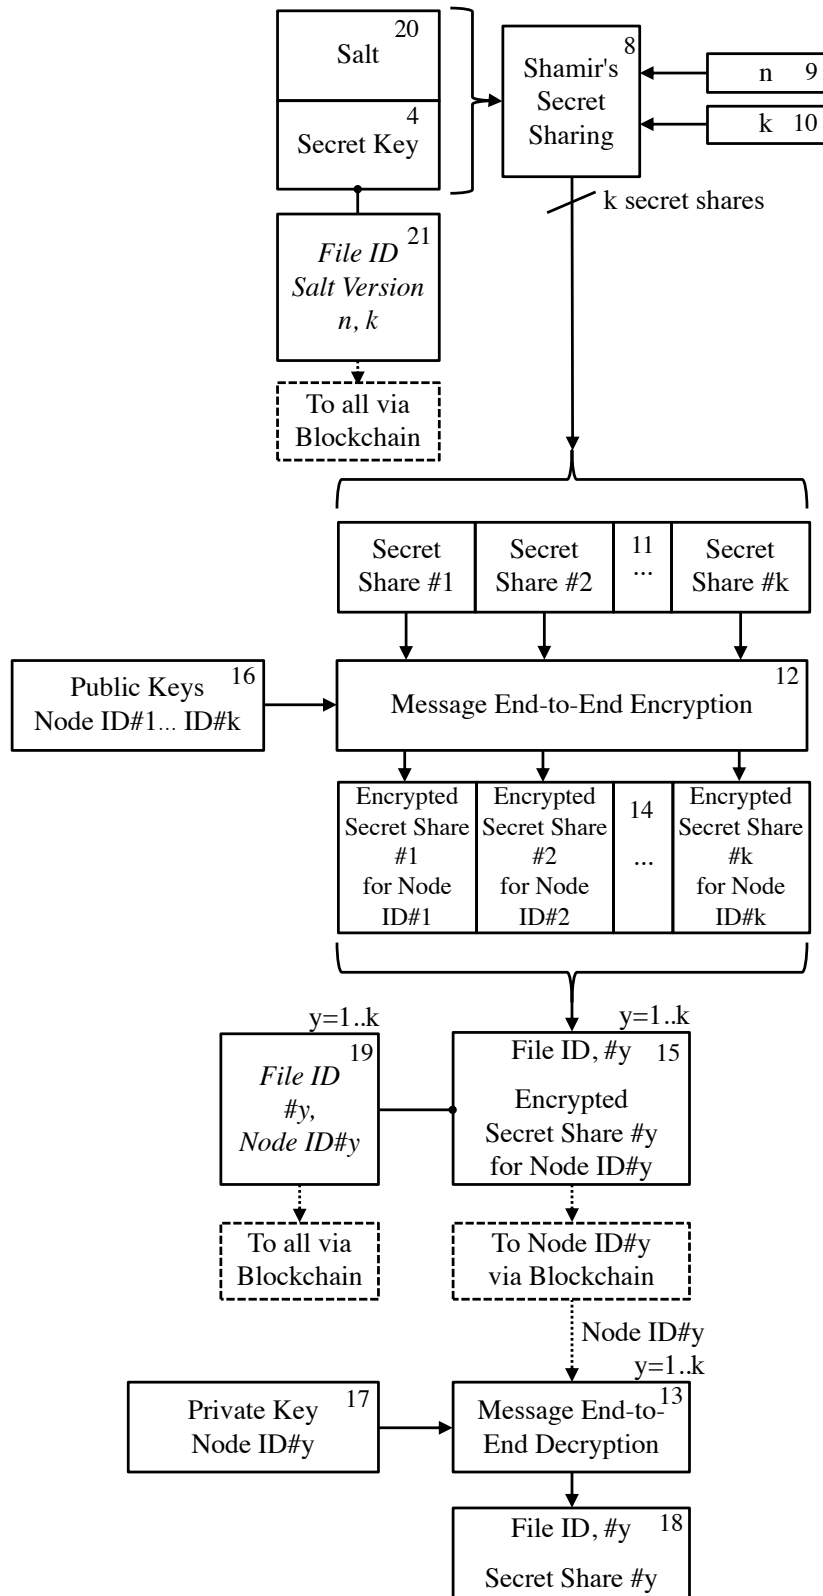 20
Salt
4
Secret Key
8
Shamir's
Secret
Sharing
n 9
k 10
k secret shares
21
File ID
Salt Version
n, k
To all via
Blockchain
Secret
Share #1
Secret
Share #2
11
...
Secret
Share #k
16
Public Keys
Node ID#1... ID#k
12
Message End-to-End Encryption
Encrypted
Secret Share
#1
for Node
ID#1
Encrypted
Secret Share
#2
for Node
ID#2
14
...
Encrypted
Secret Share
#k
for Node
ID#k
y=1..k
19
File ID
#y,
Node ID#y
To all via
Blockchain
y=1..k
File ID, #y 15
Encrypted
Secret Share #y
for Node ID#y
To Node ID#y
via Blockchain
Node ID#y
y=1..k
17
Private Key
Node ID#y
13
Message End-to-
End Decryption
File ID, #y 18
Secret Share #y